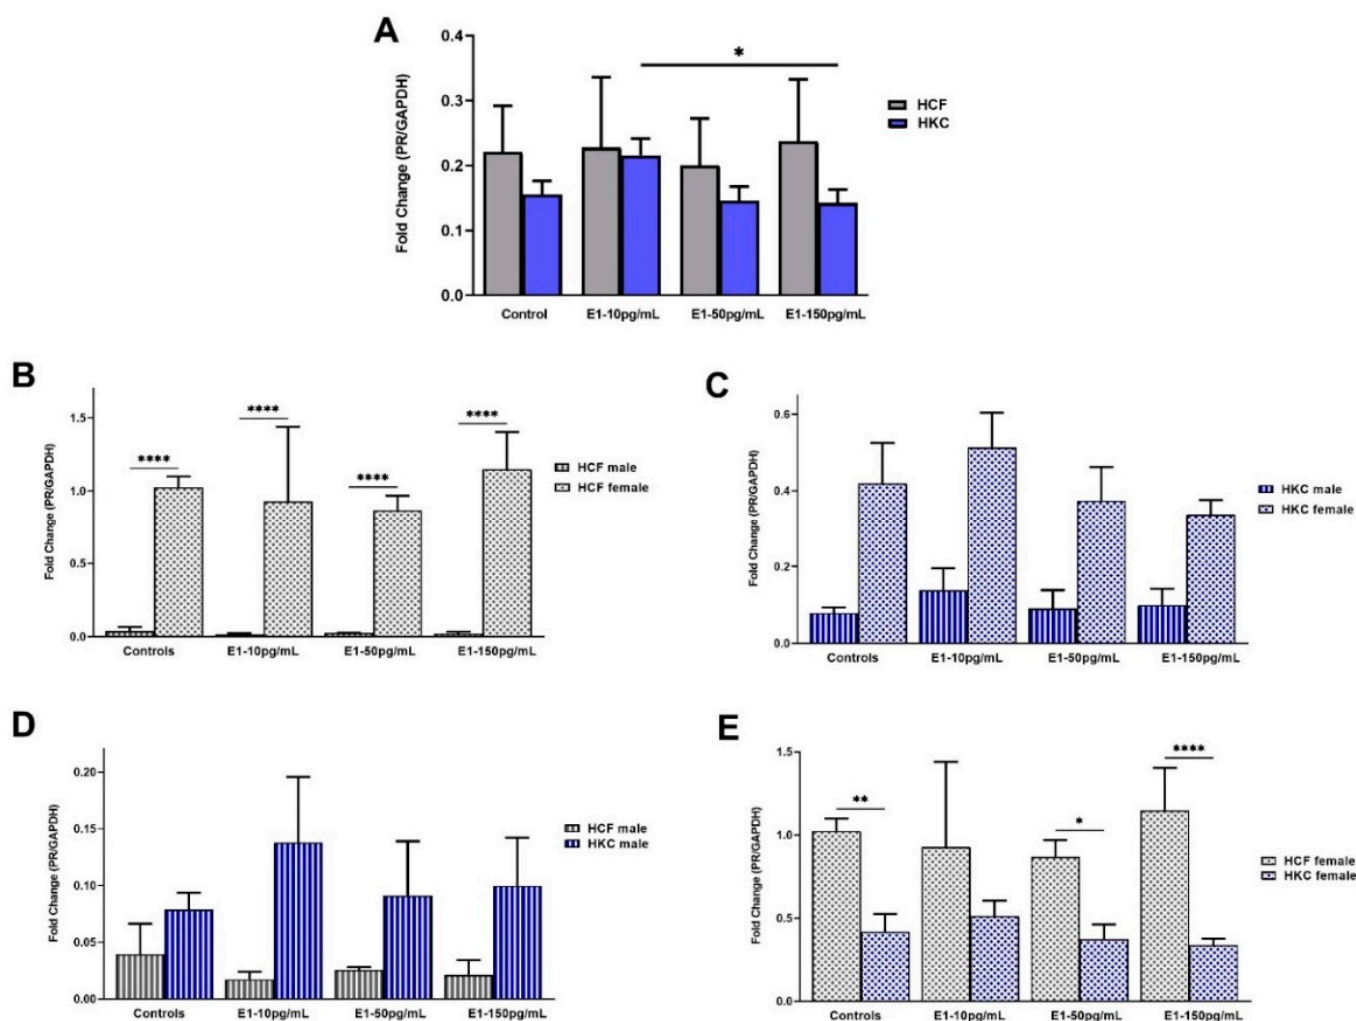 A
Fold Change (PR/GAPDH)
0.4
0.3
0.2
0.1
0.0
*
HCF
HKC
Control E1-10pg/mL E1-50pg/mL E1-150pg/mL
B
Fold Change (PR/GAPDH)
1.5
1.0
0.5
0.0
**** **** **** ****
HCF male
HCF female
Controls E1-10pg/mL E1-50pg/mL E1-150pg/mL
C
Fold Change (PR/GAPDH)
0.6
0.4
0.2
0.0
HKC male
HKC female
Controls E1-10pg/mL E1-50pg/mL E1-150pg/mL
D
Fold Change (PR/GAPDH)
0.20
0.15
0.10
0.05
0.00
HCF male
HKC male
Controls E1-10pg/mL E1-50pg/mL E1-150pg/mL
E
Fold Change (PR/GAPDH)
1.5
1.0
0.5
0.0
** * ****
HCF female
HKC female
Controls E1-10pg/mL E1-50pg/mL E1-150pg/mL